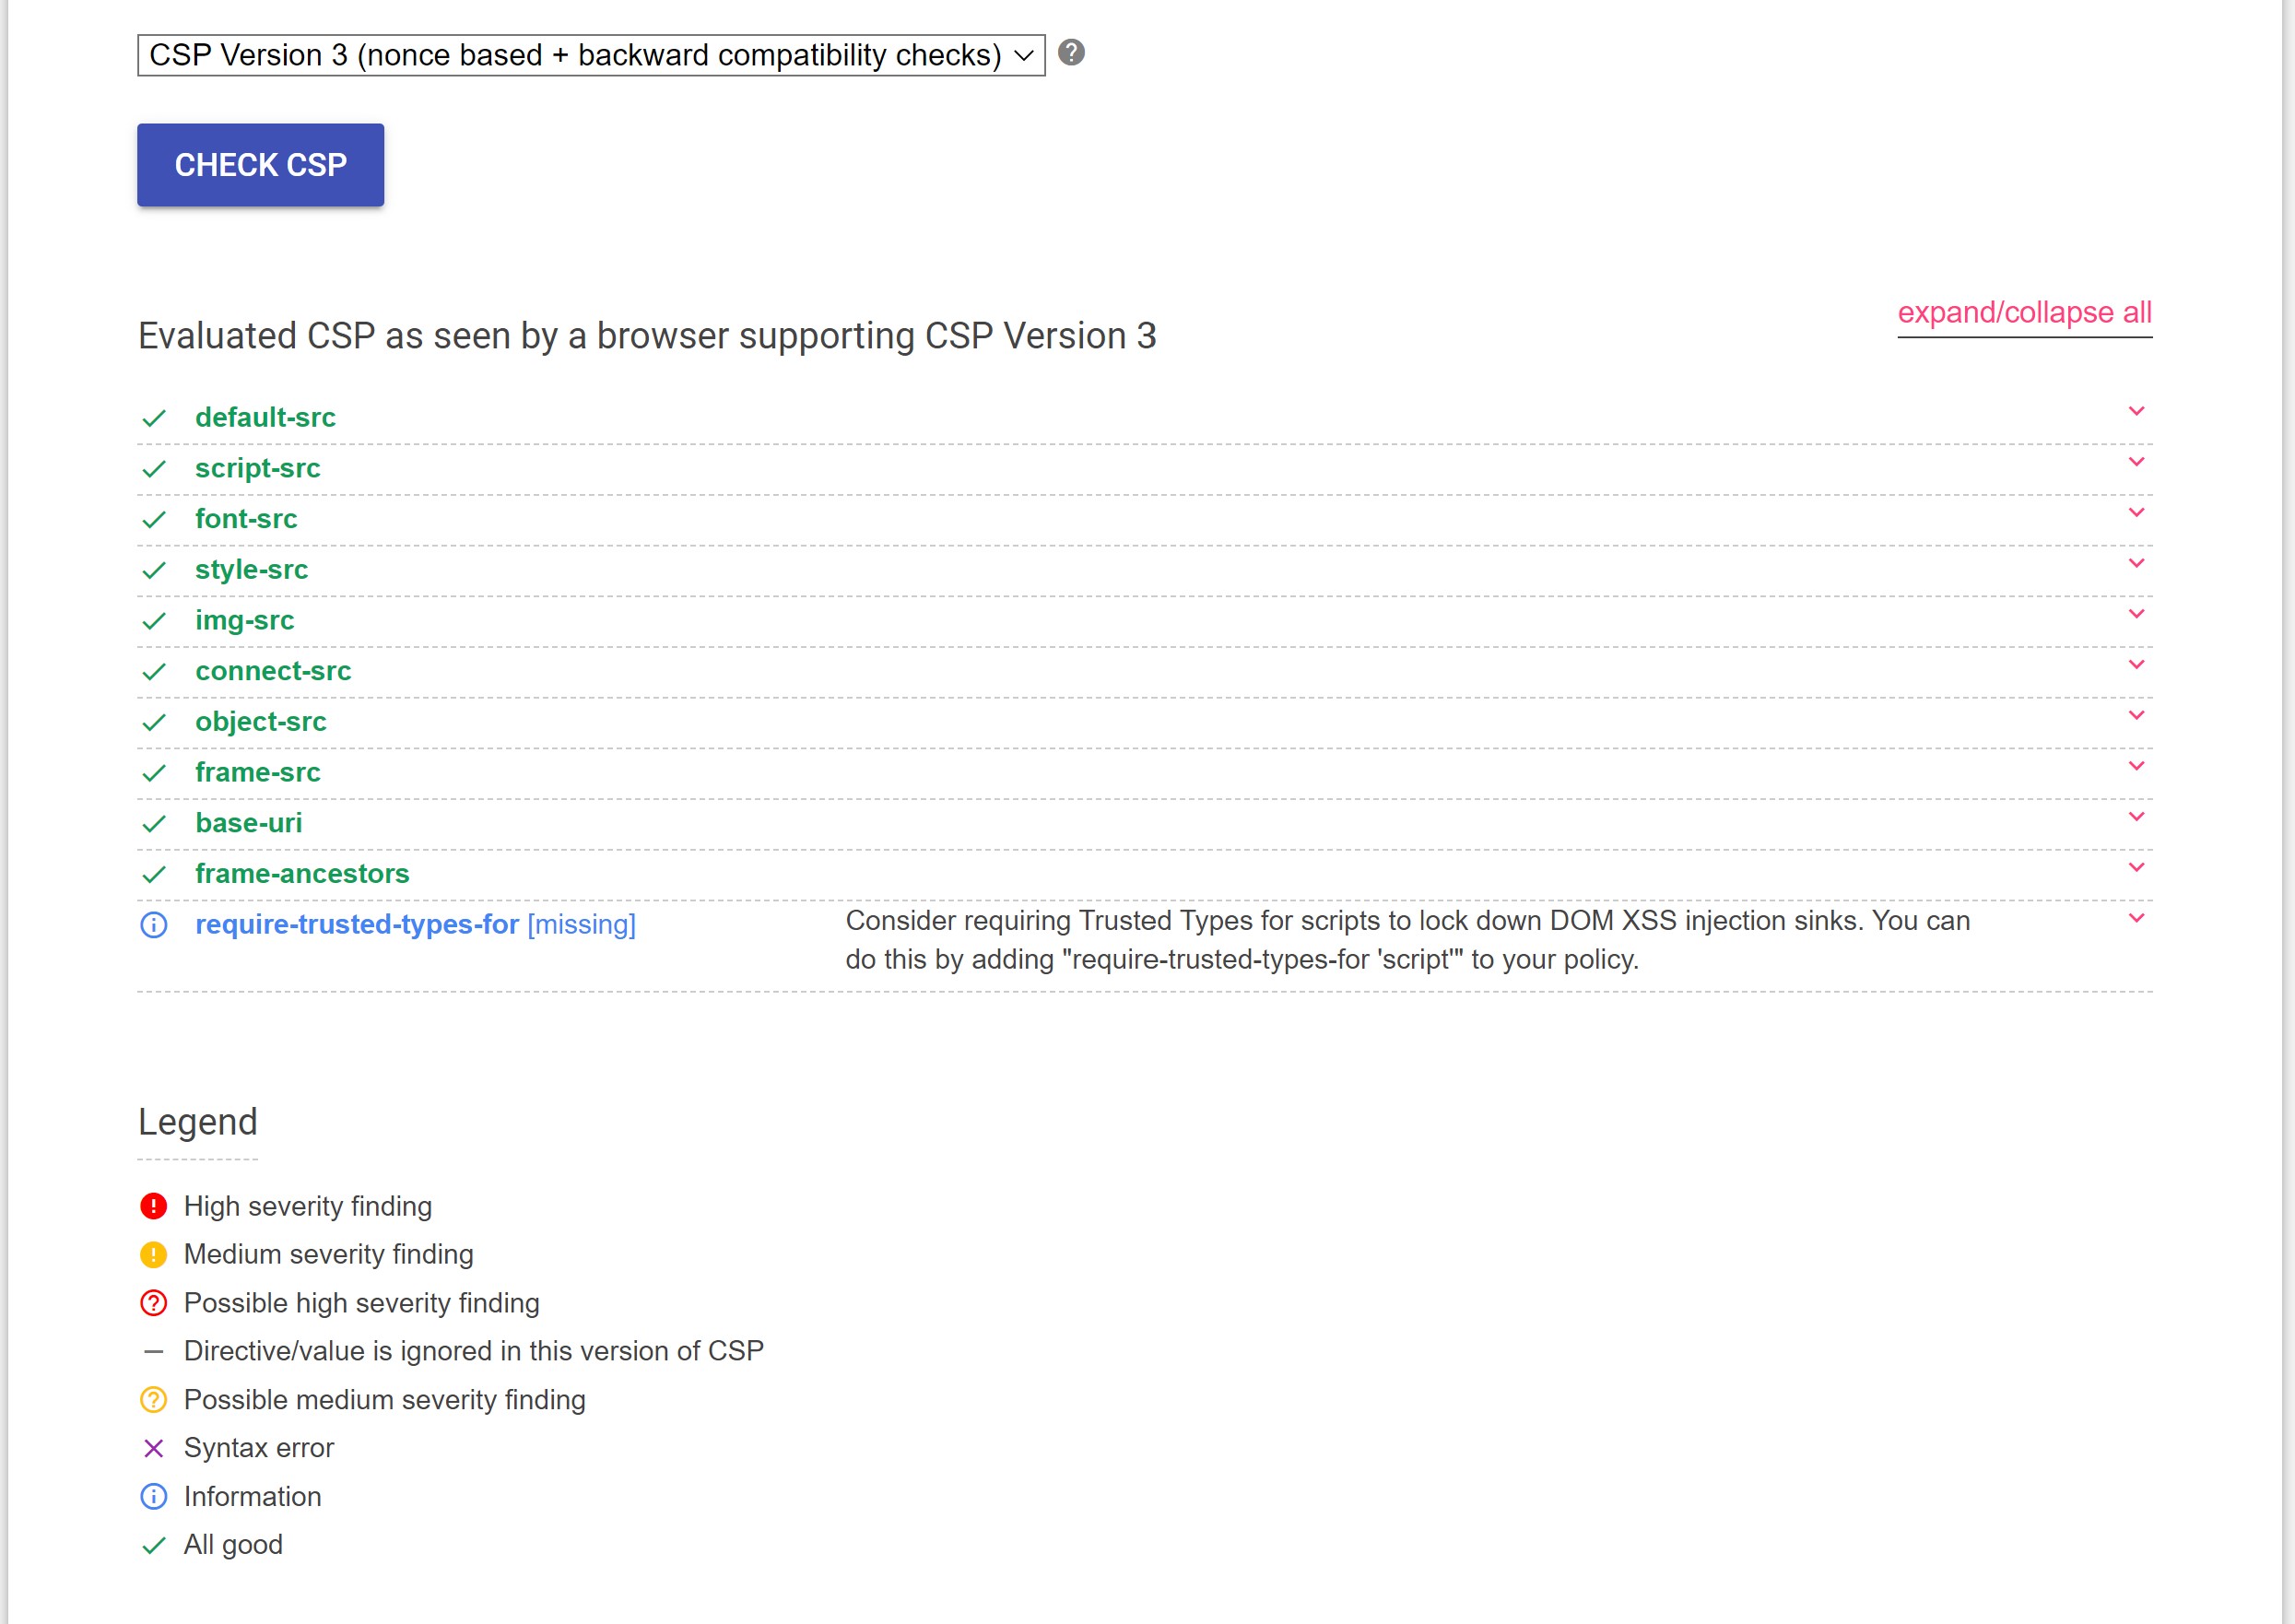 CSP Version 3 (nonce based + backward compatibility checks)
CHECK CSP
expand/collapse all
Evaluated CSP as seen by a browser supporting CSP Version 3
default-src
script-src
font-src
style-src
img-src
connect-src
object-src
frame-src
base-uri
frame-ancestors
require-trusted-types-for [missing]
Consider requiring Trusted Types for scripts to lock down DOM XSS injection sinks. You can
do this by adding "require-trusted-types-for 'script'" to your policy.
Legend
High severity finding
Medium severity finding
Possible high severity finding
Directive/value is ignored in this version of CSP
Possible medium severity finding
Syntax error
Information
All good